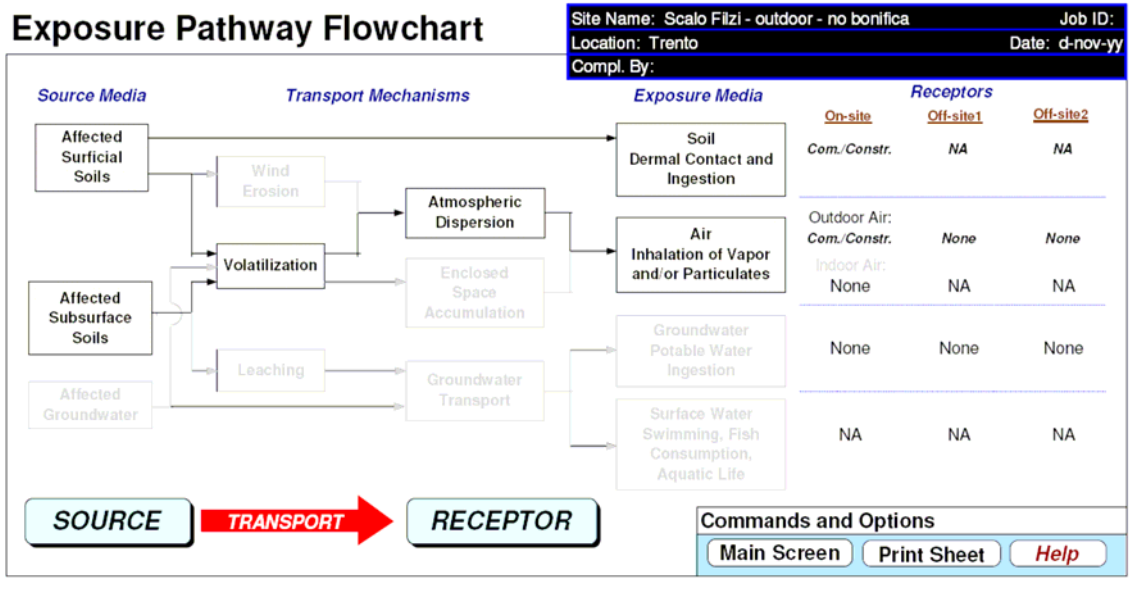 Exposure Pathway Flowchart
Site Name: Scalo Filzi - outdoor - no bonifica Job ID:
Location: Trento Date: d-nov-yy
Compl. By:
Source Media
Transport Mechanisms
Exposure Media
Receptors
On-site Off-site1 Off-site2
Affected
Surficial
Soils
Wind
Erosion
Atmospheric
Dispersion
Volatilization
Enclosed
Space
Accumulation
Affected
Subsurface
Soils
Leaching
Groundwater
Transport
Affected
Groundwater
Soil
Dermal Contact and
Ingestion
Com./Constr. NA NA
Air
Inhalation of Vapor
and/or Particulates
Outdoor Air:
Com./Constr. None None
Indoor Air:
None NA NA
Groundwater
Potable Water
Ingestion
None None None
Surface Water
Swimming, Fish
Consumption,
Aquatic Life
NA NA NA
SOURCE
TRANSPORT
RECEPTOR
Commands and Options
Main Screen Print Sheet Help